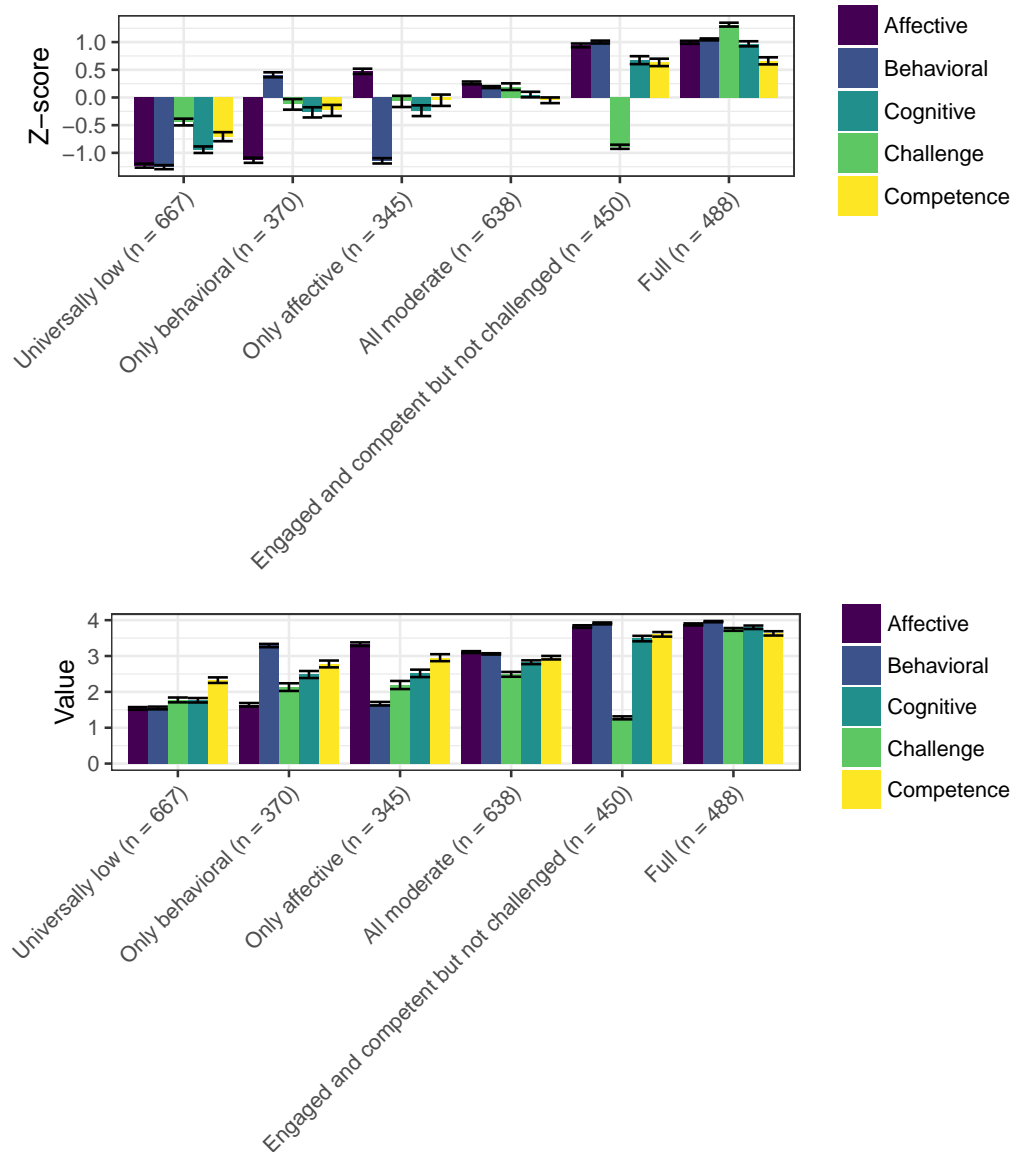 Z−score
1.0
0.5
0.0
−0.5
−1.0
Universally low (n = 667)
Only behavioral (n = 370)
Only affective (n = 345)
All moderate (n = 638)
Engaged and competent but not challenged (n = 450)
Full (n = 488)
Affective
Behavioral
Cognitive
Challenge
Competence
Value
4
3
2
1
0
Universally low (n = 667)
Only behavioral (n = 370)
Only affective (n = 345)
All moderate (n = 638)
Engaged and competent but not challenged (n = 450)
Full (n = 488)
Affective
Behavioral
Cognitive
Challenge
Competence